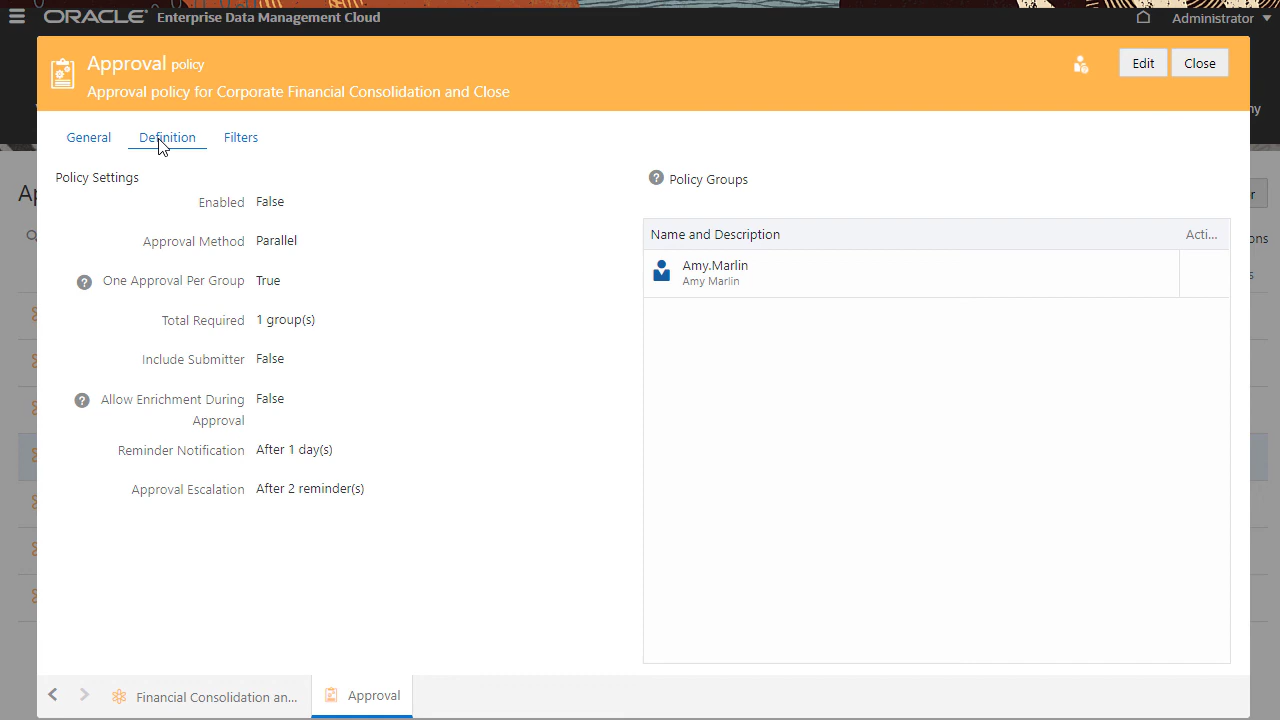 ORACLE® Enterprise Data Management Cloud
Administrator
Approval policy
Approval policy for Corporate Financial Consolidation and Close
Edit
Close
General
Definition
Filters
Policy Settings
Enabled False
Approval Method Parallel
One Approval Per Group True
Total Required 1 group(s)
Include Submitter False
Allow Enrichment During
Approval
False
Reminder Notification After 1 day(s)
Approval Escalation After 2 reminder(s)
Policy Groups
Name and Description
Acti...
Amy.Marlin
Amy Marlin
Financial Consolidation an...
Approval